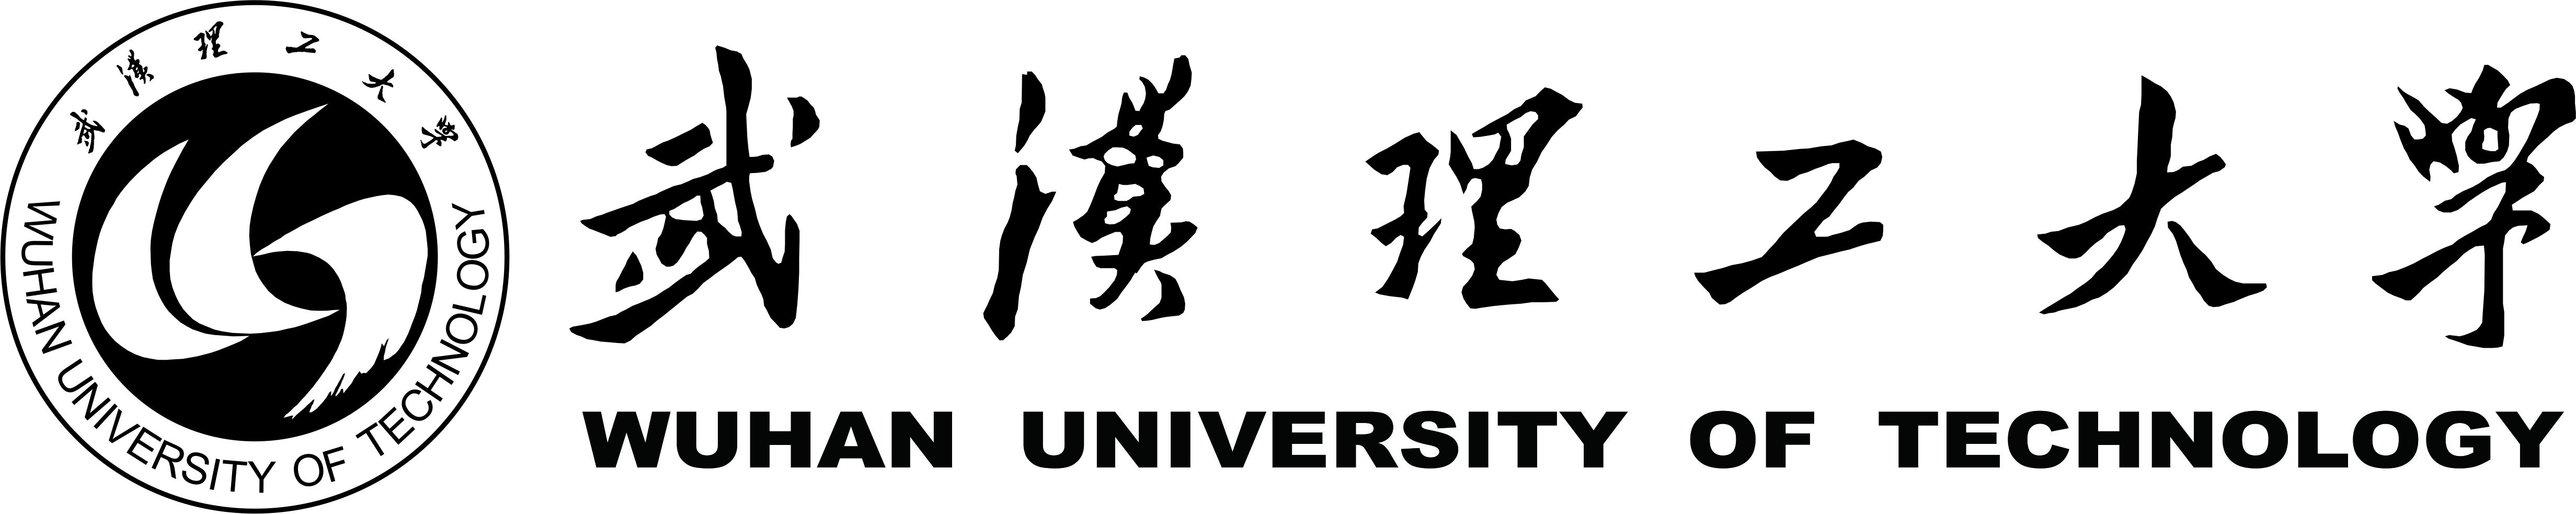 武漢理工大學
WUHAN UNIVERSITY OF TECHNOLOGY
武漢理工大學
WUHAN UNIVERSITY OF TECHNOLOGY